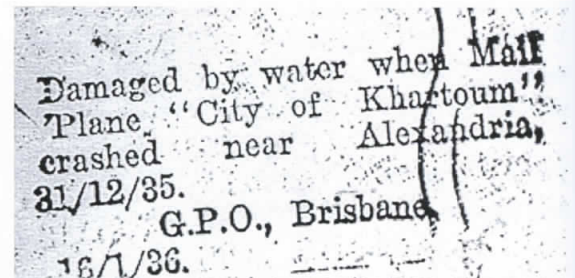 Damaged by water when Mail
Plane "City of Khartoum"
crashed near Alexandria,
31/12/35.
G.P.O., Brisbane
16/1/36.